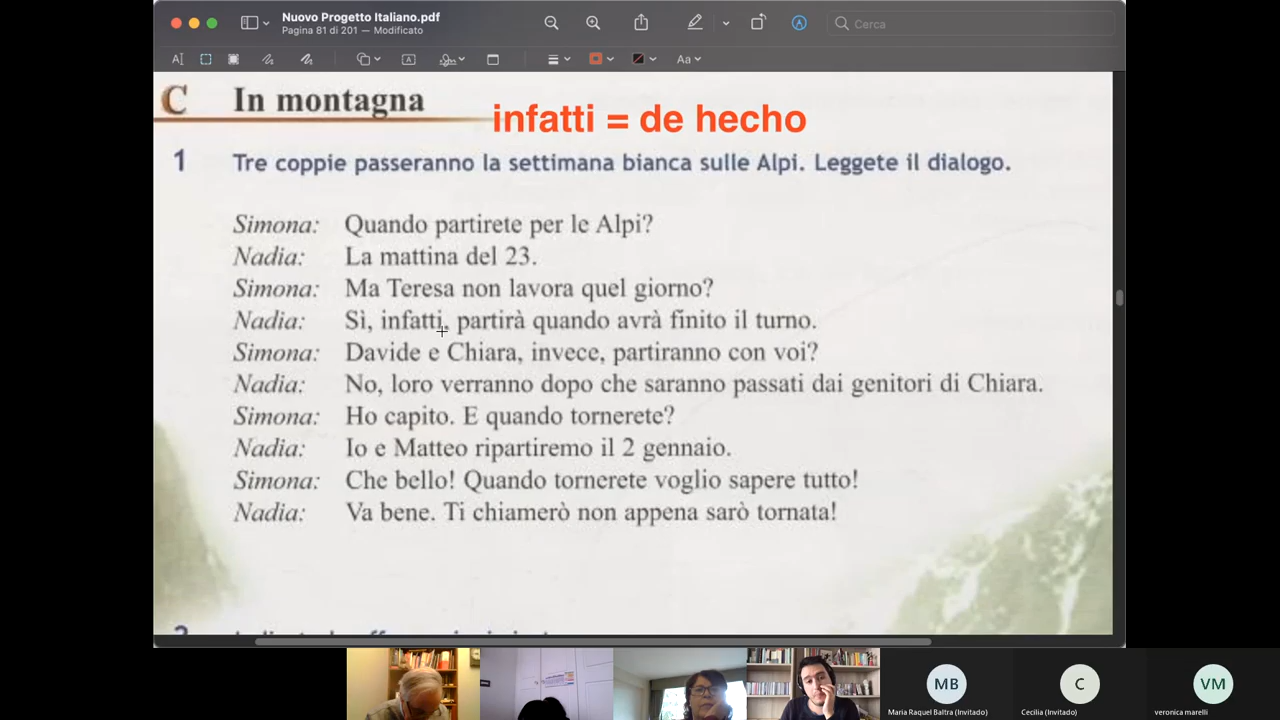 Nuovo Progetto Italiano.pdf
Pagina 81 di 201 — Modificato
Cerca
Aa
C In montagna
infatti = de hecho
1 Tre coppie passeranno la settimana bianca sulle Alpi. Leggete il dialogo.
Simona: Quando partirete per le Alpi?
Nadia: La mattina del 23.
Simona: Ma Teresa non lavora quel giorno?
Nadia: Sì, infatti, partirà quando avrà finito il turno.
Simona: Davide e Chiara, invece, partiranno con voi?
Nadia: No, loro verranno dopo che saranno passati dai genitori di Chiara.
Simona: Ho capito. E quando tornerete?
Nadia: Io e Matteo ripartiremo il 2 gennaio.
Simona: Che bello! Quando tornerete voglio sapere tutto!
Nadia: Va bene. Ti chiamerò non appena sarò tornata!
MB
C
VM
Maria Raquel Baltra (Invitado)
Cecilia (Invitado)
veronica marelli